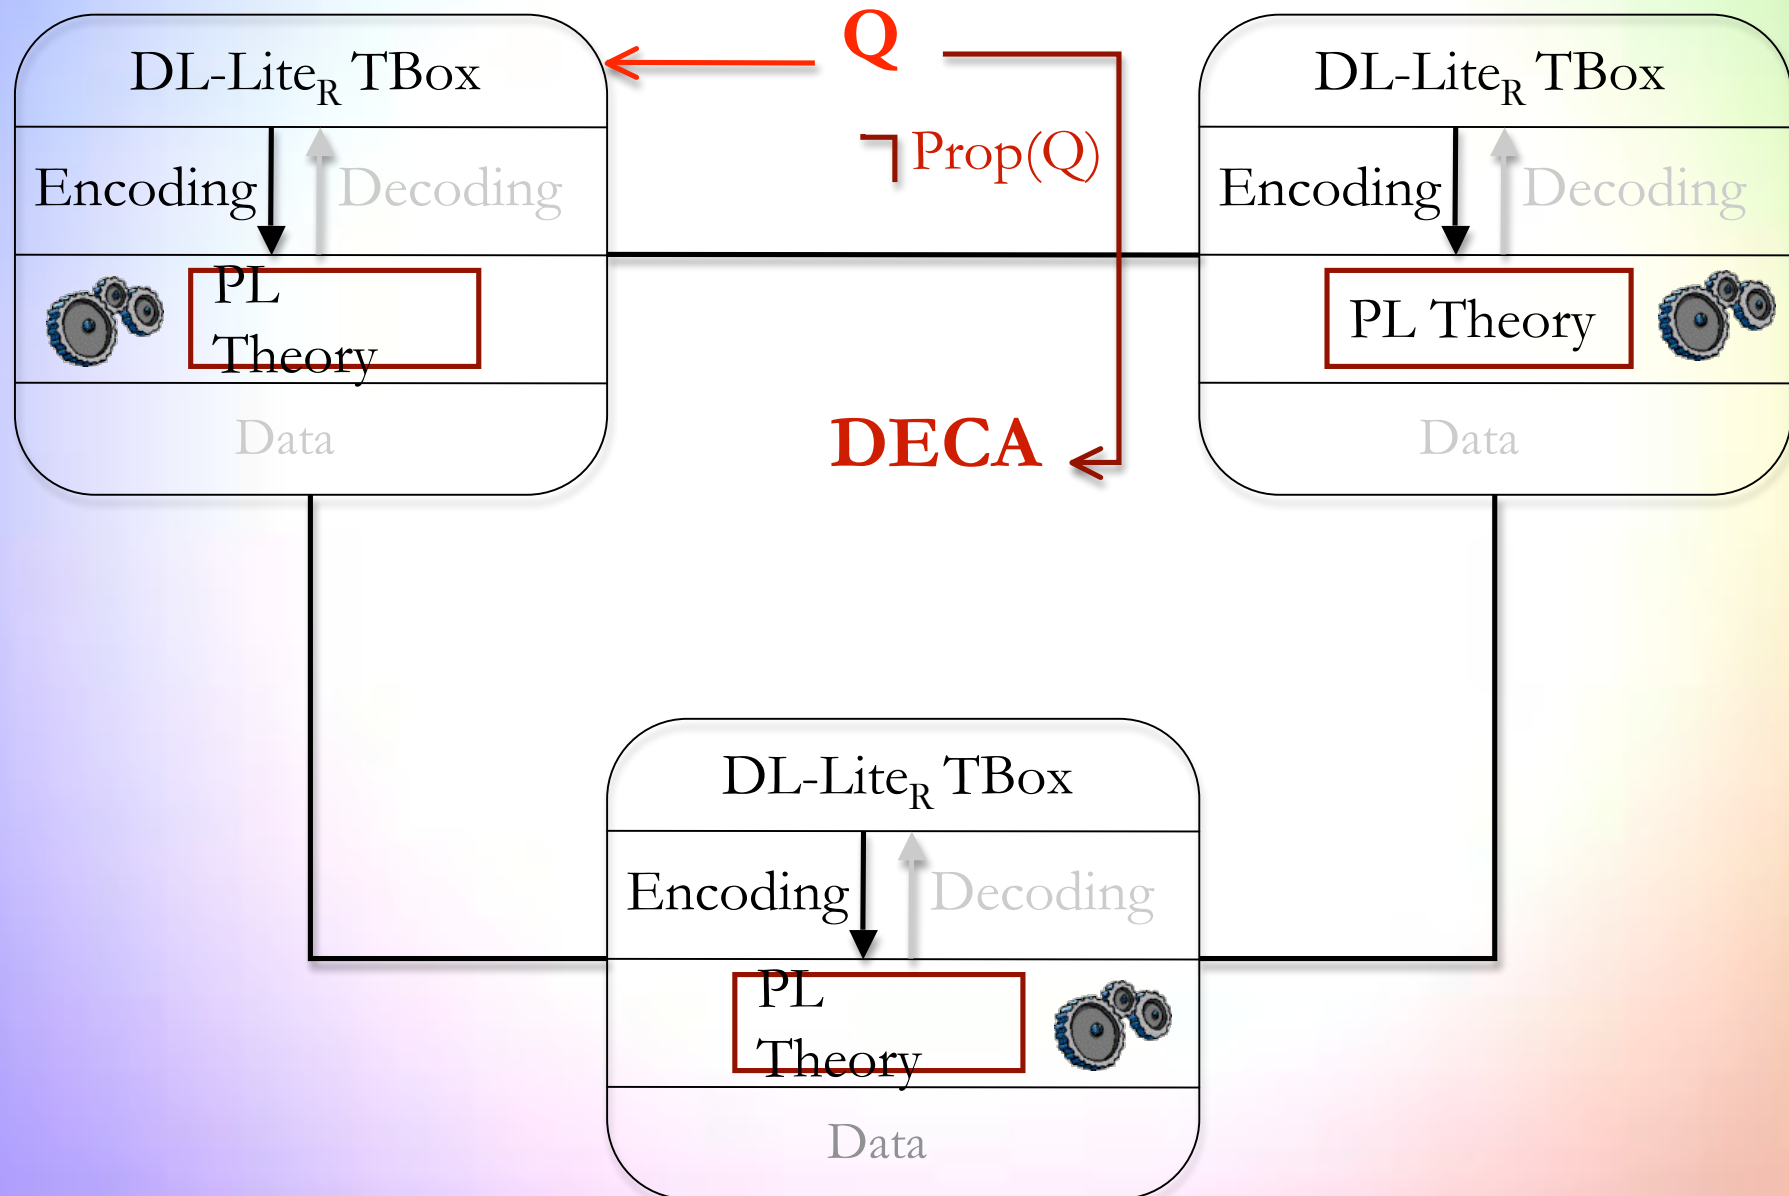 Q
DL-LiteR TBox
DL-LiteR TBox
¬Prop(Q)
Encoding
Decoding
Encoding
Decoding
PL
Theory
PL Theory
DECA
Data
Data
DL-LiteR TBox
Encoding
Decoding
PL
Theory
Data